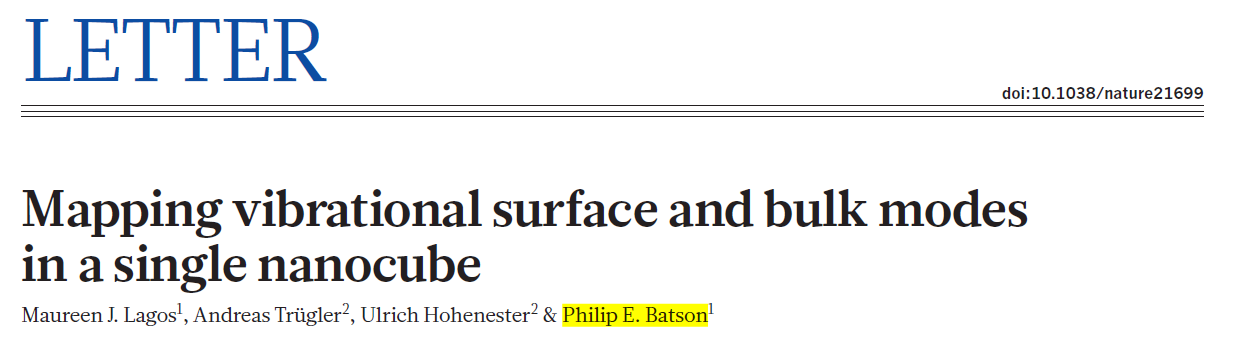 LETTER
doi:10.1038/nature21699
Mapping vibrational surface and bulk modes
in a single nanocube
Maureen J. Lagos1, Andreas Trügler2, Ulrich Hohenester2 & Philip E. Batson1